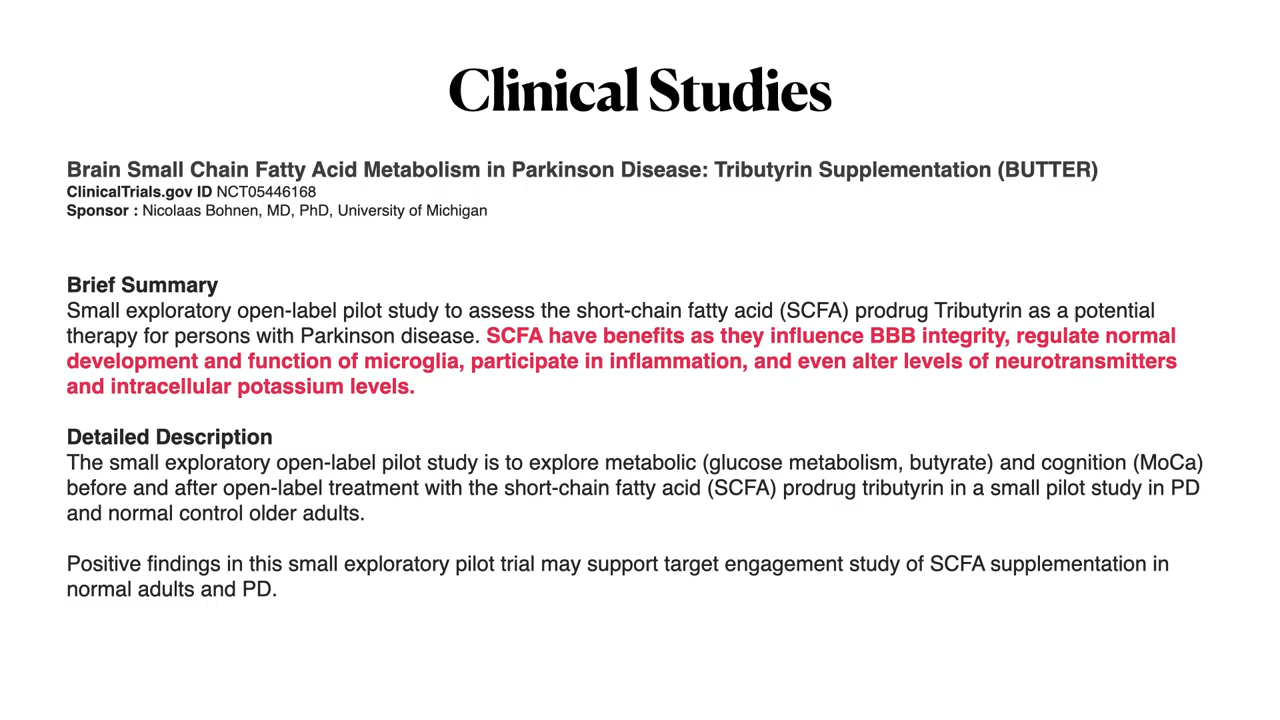 Clinical Studies
Brain Small Chain Fatty Acid Metabolism in Parkinson Disease: Tributyrin Supplementation (BUTTER)
ClinicalTrials.gov ID NCT05446168
Sponsor : Nicolaas Bohnen, MD, PhD, University of Michigan
Brief Summary
Small exploratory open-label pilot study to assess the short-chain fatty acid (SCFA) prodrug Tributyrin as a potential
therapy for persons with Parkinson disease. SCFA have benefits as they influence BBB integrity, regulate normal
development and function of microglia, participate in inflammation, and even alter levels of neurotransmitters
and intracellular potassium levels.
Detailed Description
The small exploratory open-label pilot study is to explore metabolic (glucose metabolism, butyrate) and cognition (MoCa)
before and after open-label treatment with the short-chain fatty acid (SCFA) prodrug tributyrin in a small pilot study in PD
and normal control older adults.
Positive findings in this small exploratory pilot trial may support target engagement study of SCFA supplementation in
normal adults and PD.